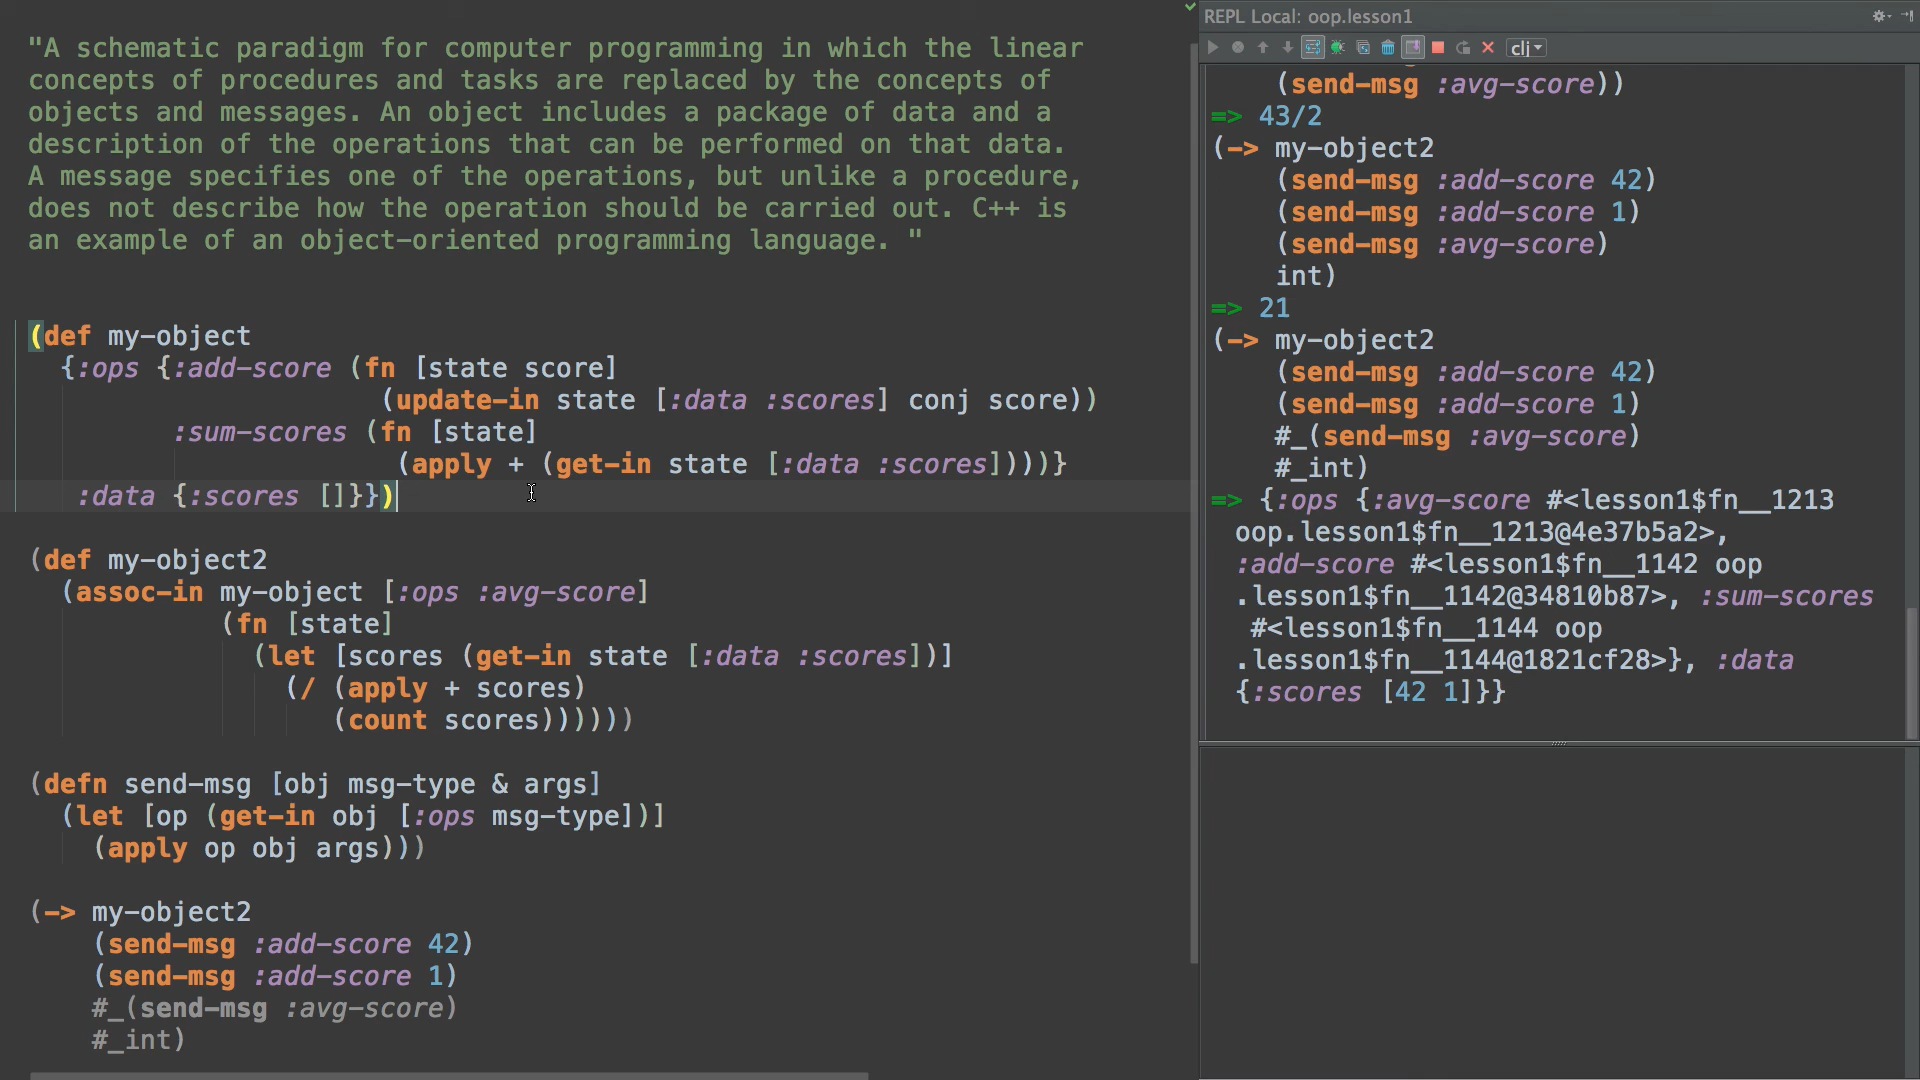 "A schematic paradigm for computer programming in which the linear
concepts of procedures and tasks are replaced by the concepts of
objects and messages. An object includes a package of data and a
description of the operations that can be performed on that data.
A message specifies one of the operations, but unlike a procedure,
does not describe how the operation should be carried out. C++ is
an example of an object-oriented programming language. "
(def my-object
{:ops {:add-score (fn [state score]
(update-in state [:data :scores] conj score))
:sum-scores (fn [state]
(apply + (get-in state [:data :scores])))}
:data {:scores []}})
(def my-object2
(assoc-in my-object [:ops :avg-score]
(fn [state]
(let [scores (get-in state [:data :scores])]
(/ (apply + scores)
(count scores))))))
(defn send-msg [obj msg-type & args]
(let [op (get-in obj [:ops msg-type])]
(apply op obj args)))
(-> my-object2
(send-msg :add-score 42)
(send-msg :add-score 1)
#_(send-msg :avg-score)
#_int)
REPL Local: oop.lesson1
clj
(send-msg :avg-score))
=> 43/2
(-> my-object2
(send-msg :add-score 42)
(send-msg :add-score 1)
(send-msg :avg-score)
int)
=> 21
(-> my-object2
(send-msg :add-score 42)
(send-msg :add-score 1)
#_(send-msg :avg-score)
#_int)
=> {:ops {:avg-score #<lesson1$fn__1213
oop.lesson1$fn__1213@4e37b5a2>,
:add-score #<lesson1$fn__1142 oop
.lesson1$fn__1142@34810b87>, :sum-scores
#<lesson1$fn__1144 oop
.lesson1$fn__1144@1821cf28>}, :data
{:scores [42 1]}}